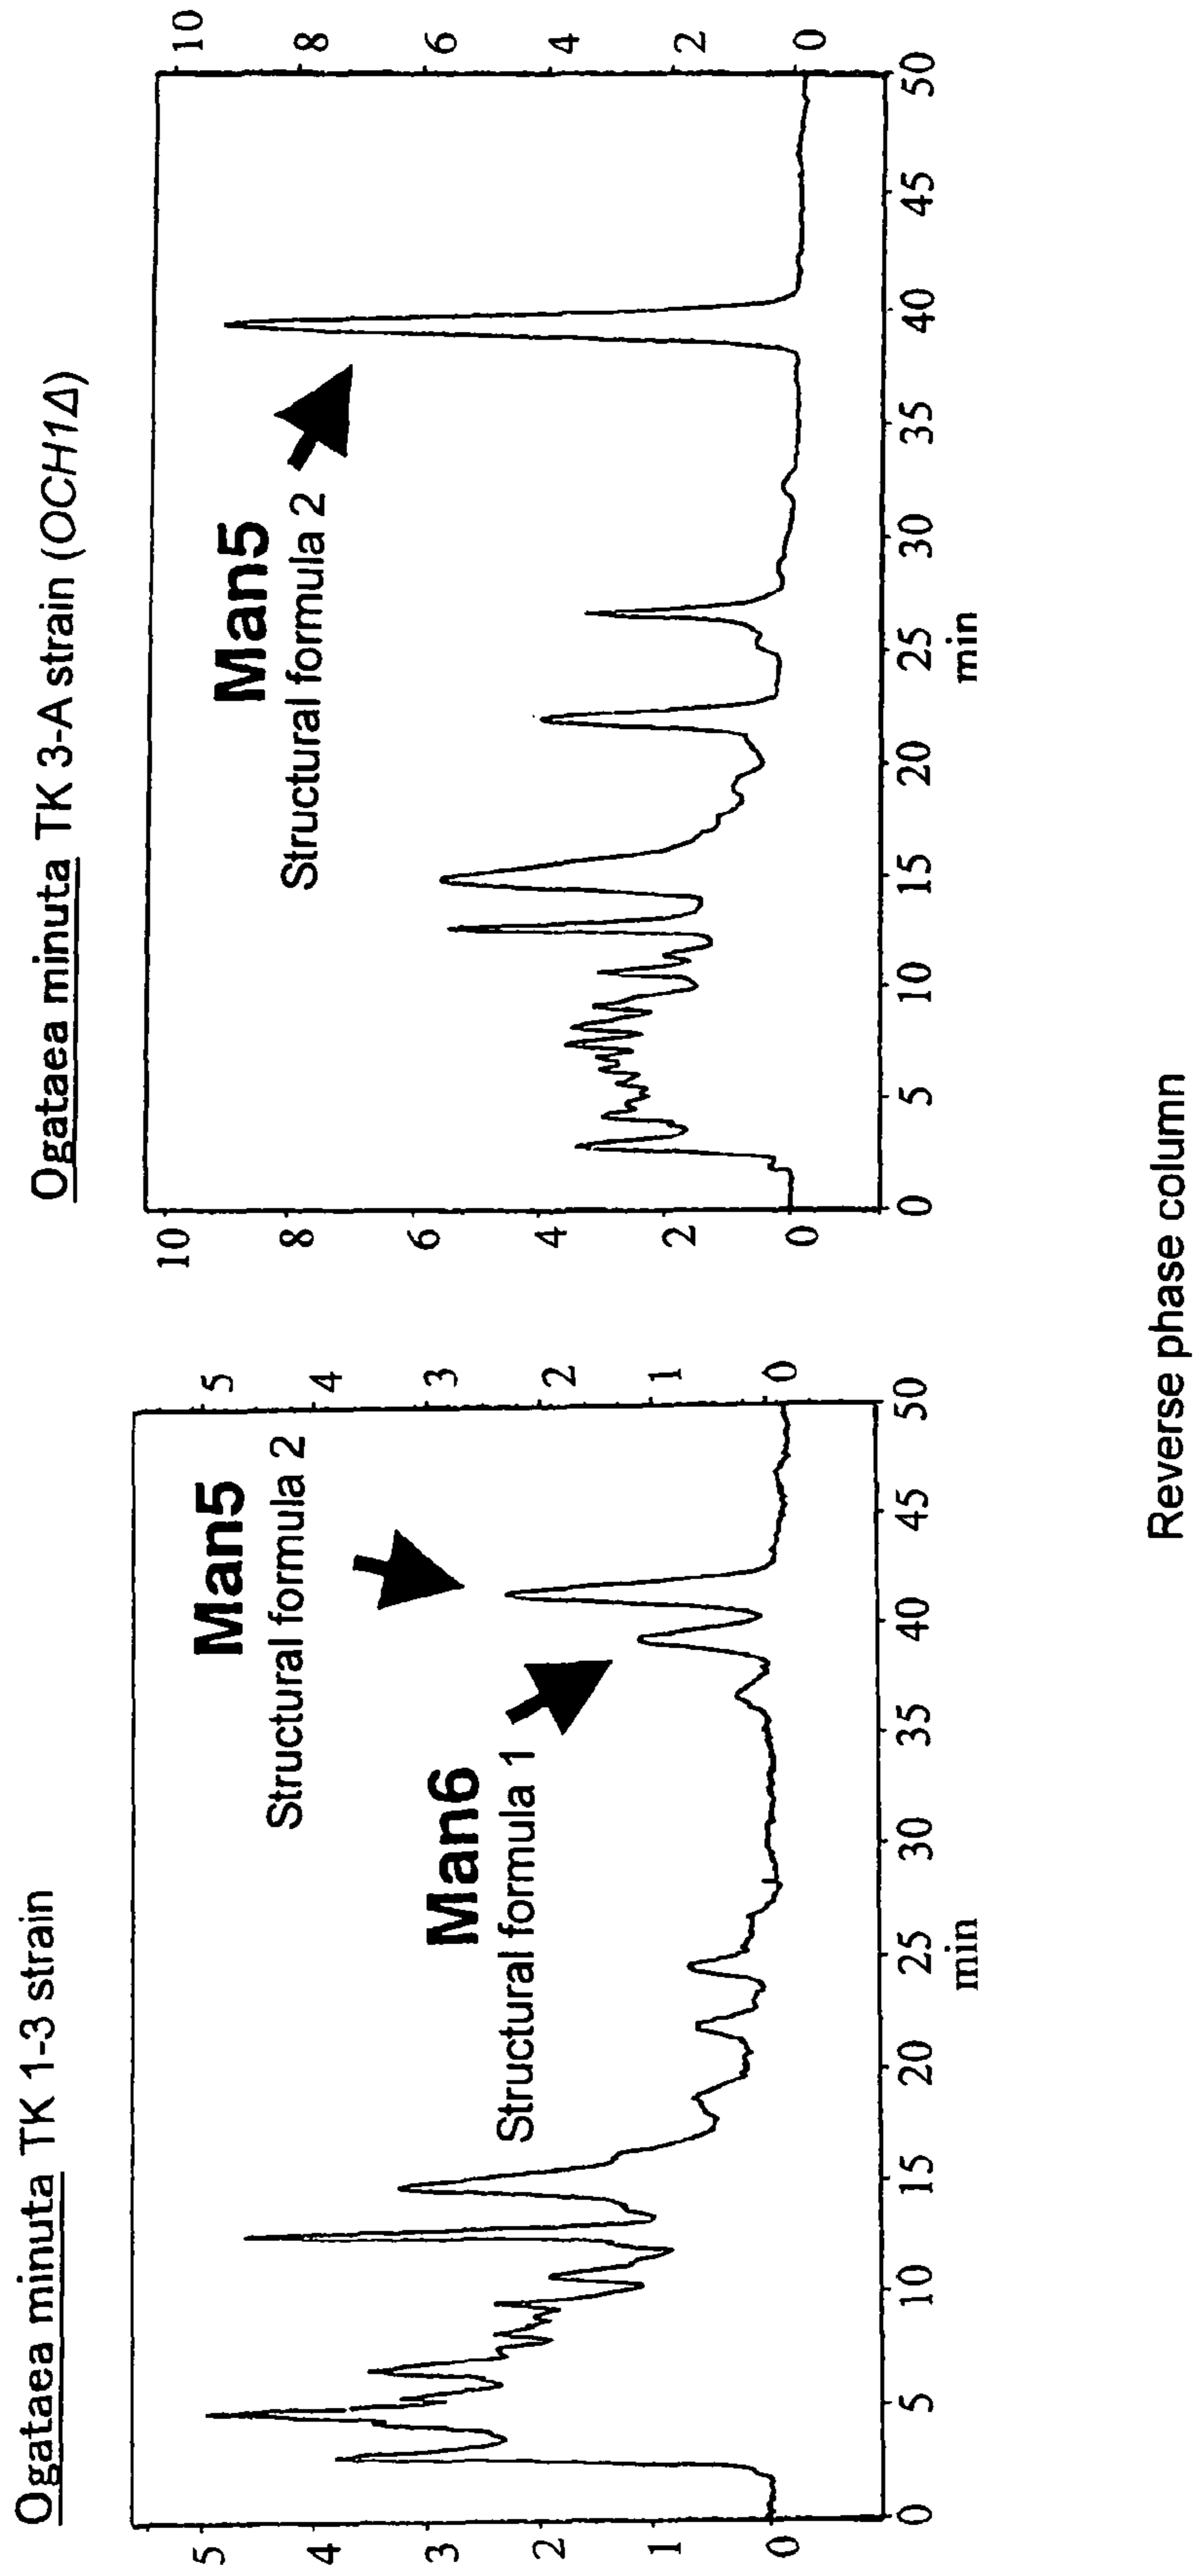 Ogataea minuta TK 1-3 strain
5
4
3
2
1
0
Man5
Structural formula 2
Man6
Structural formula 1
5
4
3
2
1
0
0 5 10 15 20 25 30 35 40 45 50
min
Ogataea minuta TK 3-A strain (OCH1Δ)
10
8
6
4
2
0
Man5
Structural formula 2
10
8
6
4
2
0
0 5 10 15 20 25 30 35 40 45 50
min
Reverse phase column